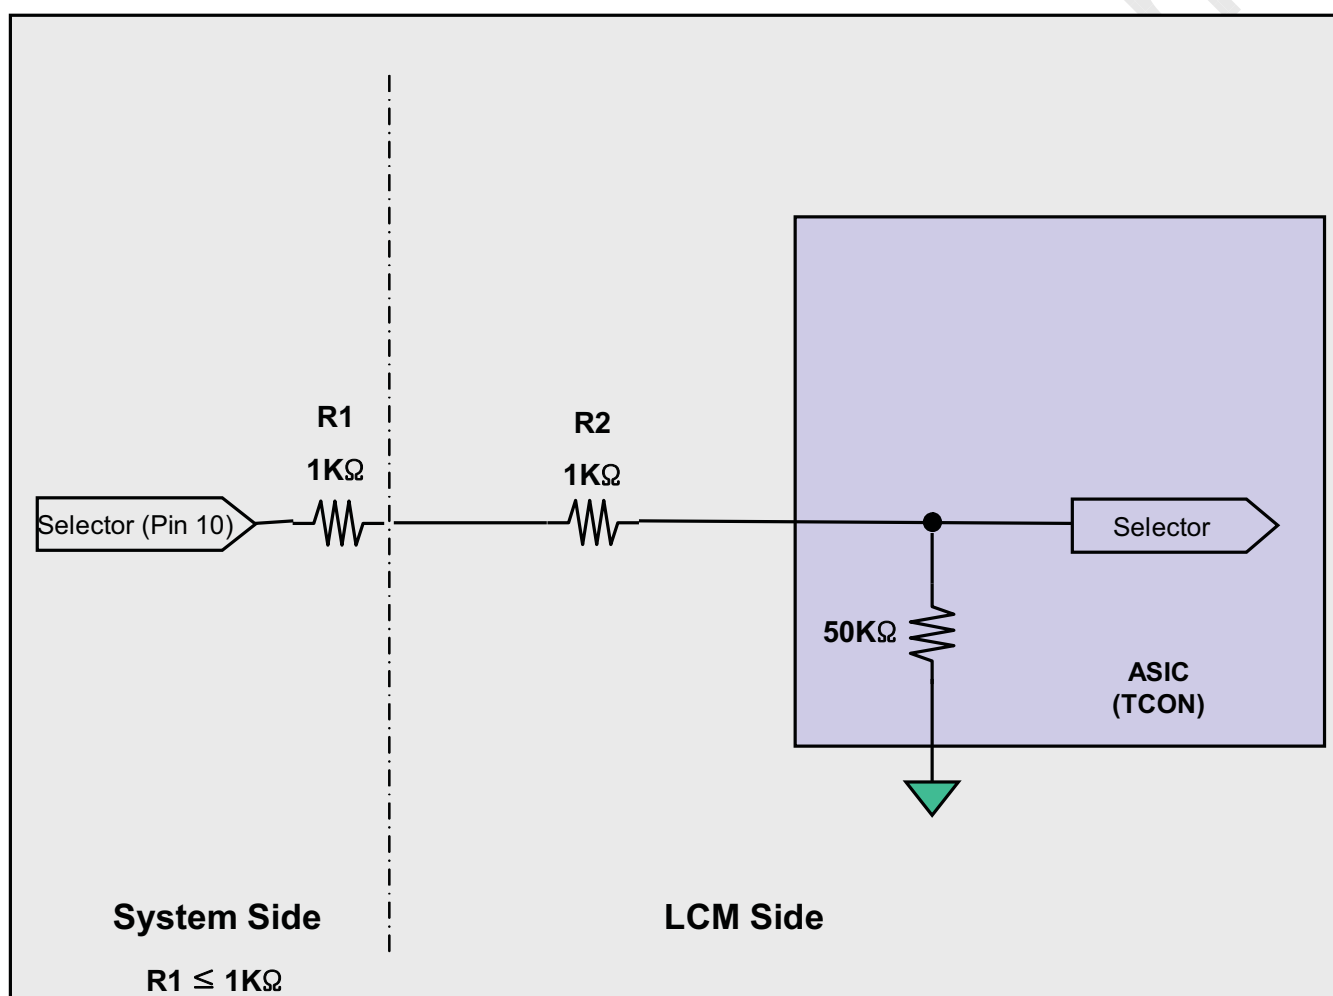 R1
1KΩ
R2
1KΩ
Selector (Pin 10)
Selector
50KΩ
ASIC
(TCON)
System Side
LCM Side
R1 ≤ 1KΩ